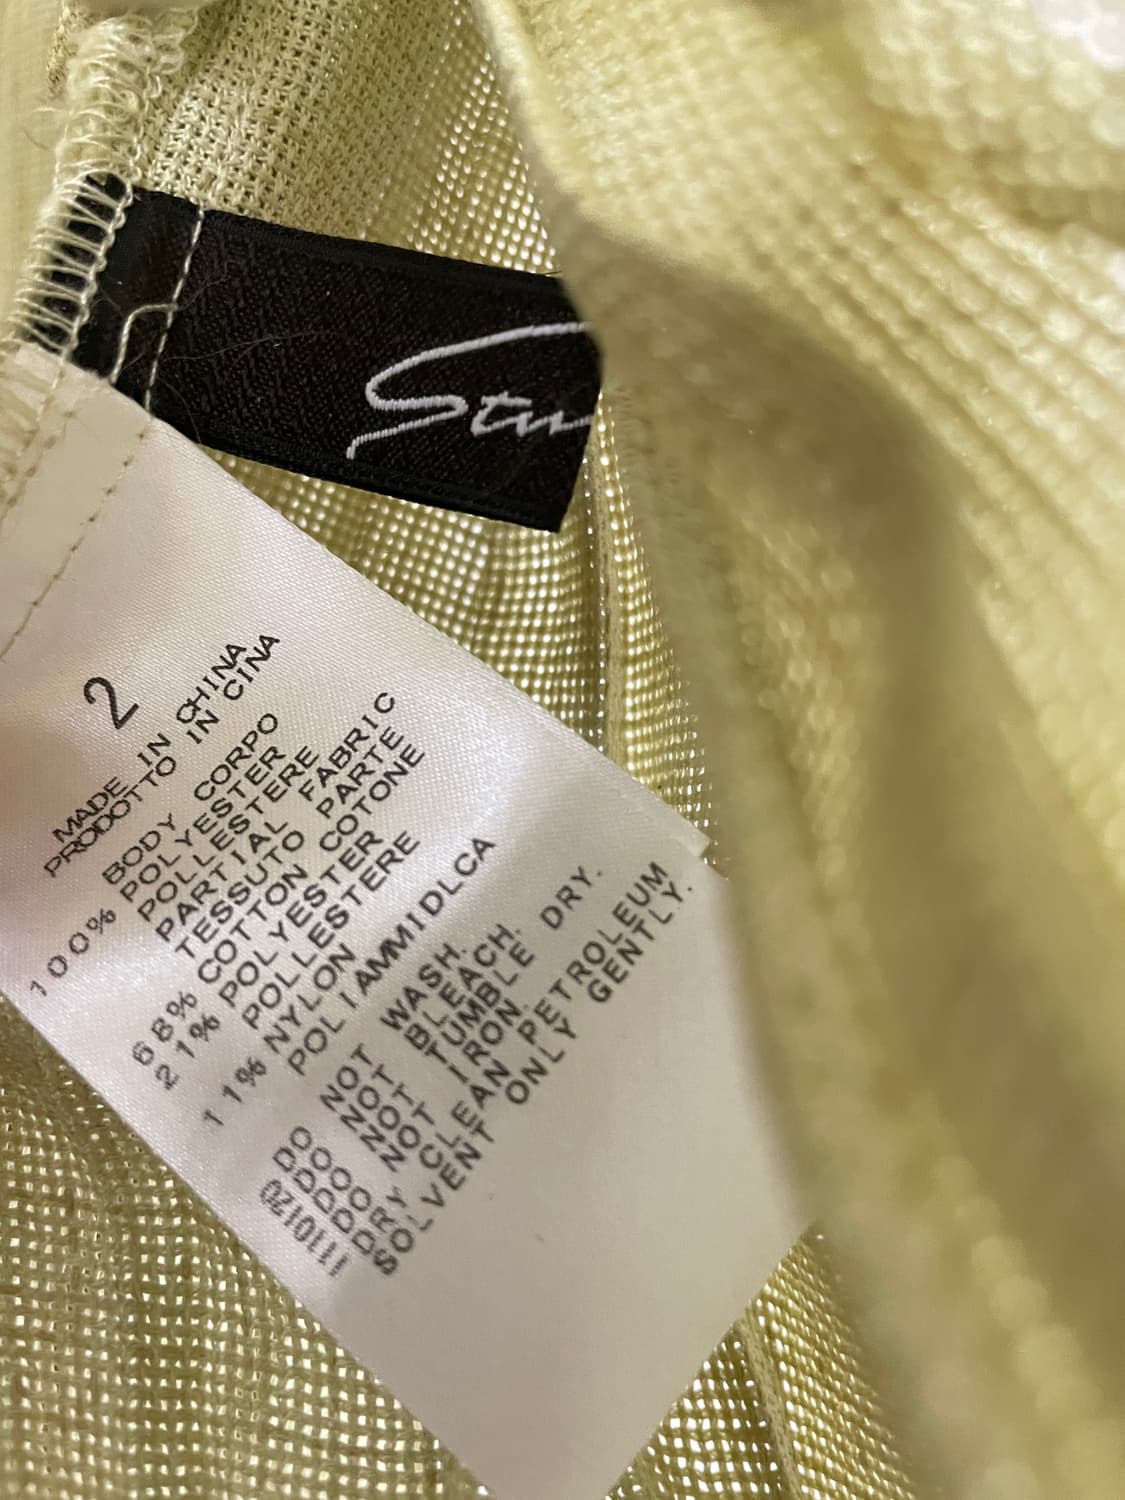 Stu
2
MADE IN CHINA
PRODOTTO IN CINA
BODY CORPO
100% POLYESTER
POLLESTERE
PARTIAL FABRIC
TESSUTO PARTE
68% COTTON COTONE
21% POLYESTER
POLLESTERE
11% NYLON
POLIAMMIDLCA
DO NOT WASH.
DO NOT BLEACH.
DO NOT TUMBLE DRY.
DO NOT IRON.
DRY CLEAN PETROLEUM
SOLVENT ONLY GENTLY.
1110120